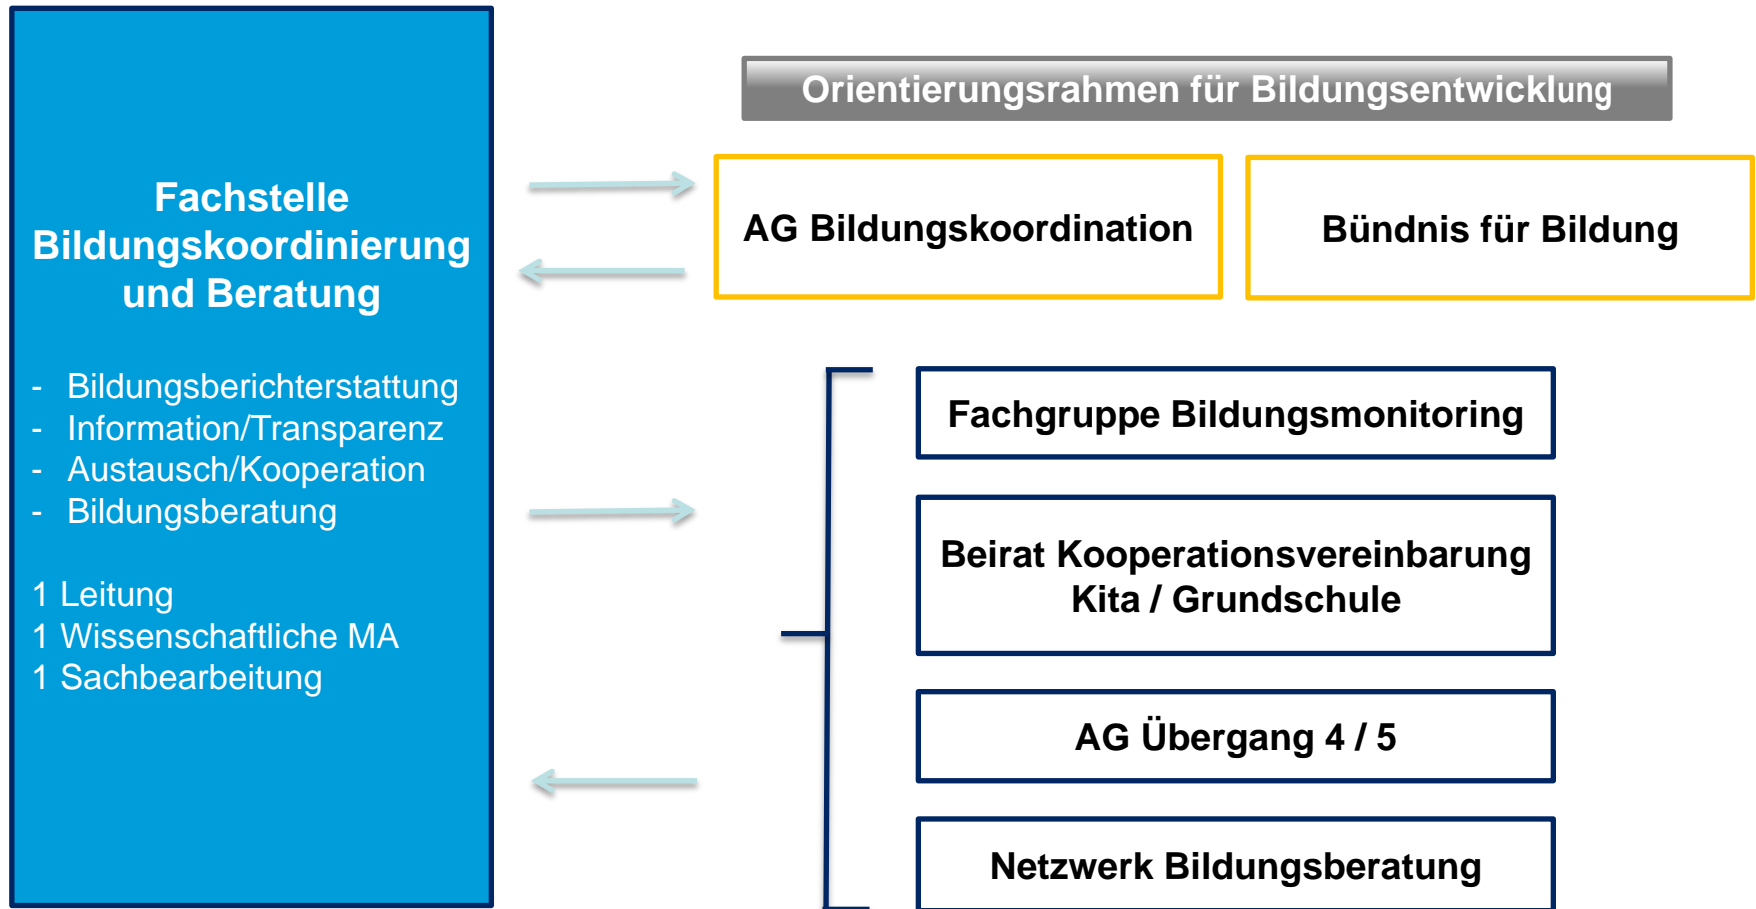 Fachstelle
Bildungskoordinierung
und Beratung
- Bildungsberichterstattung
- Information/Transparenz
- Austausch/Kooperation
- Bildungsberatung
1 Leitung
1 Wissenschaftliche MA
1 Sachbearbeitung
Orientierungsrahmen für Bildungsentwicklung
AG Bildungskoordination
Bündnis für Bildung
Fachgruppe Bildungsmonitoring
Beirat Kooperationsvereinbarung
Kita / Grundschule
AG Übergang 4 / 5
Netzwerk Bildungsberatung